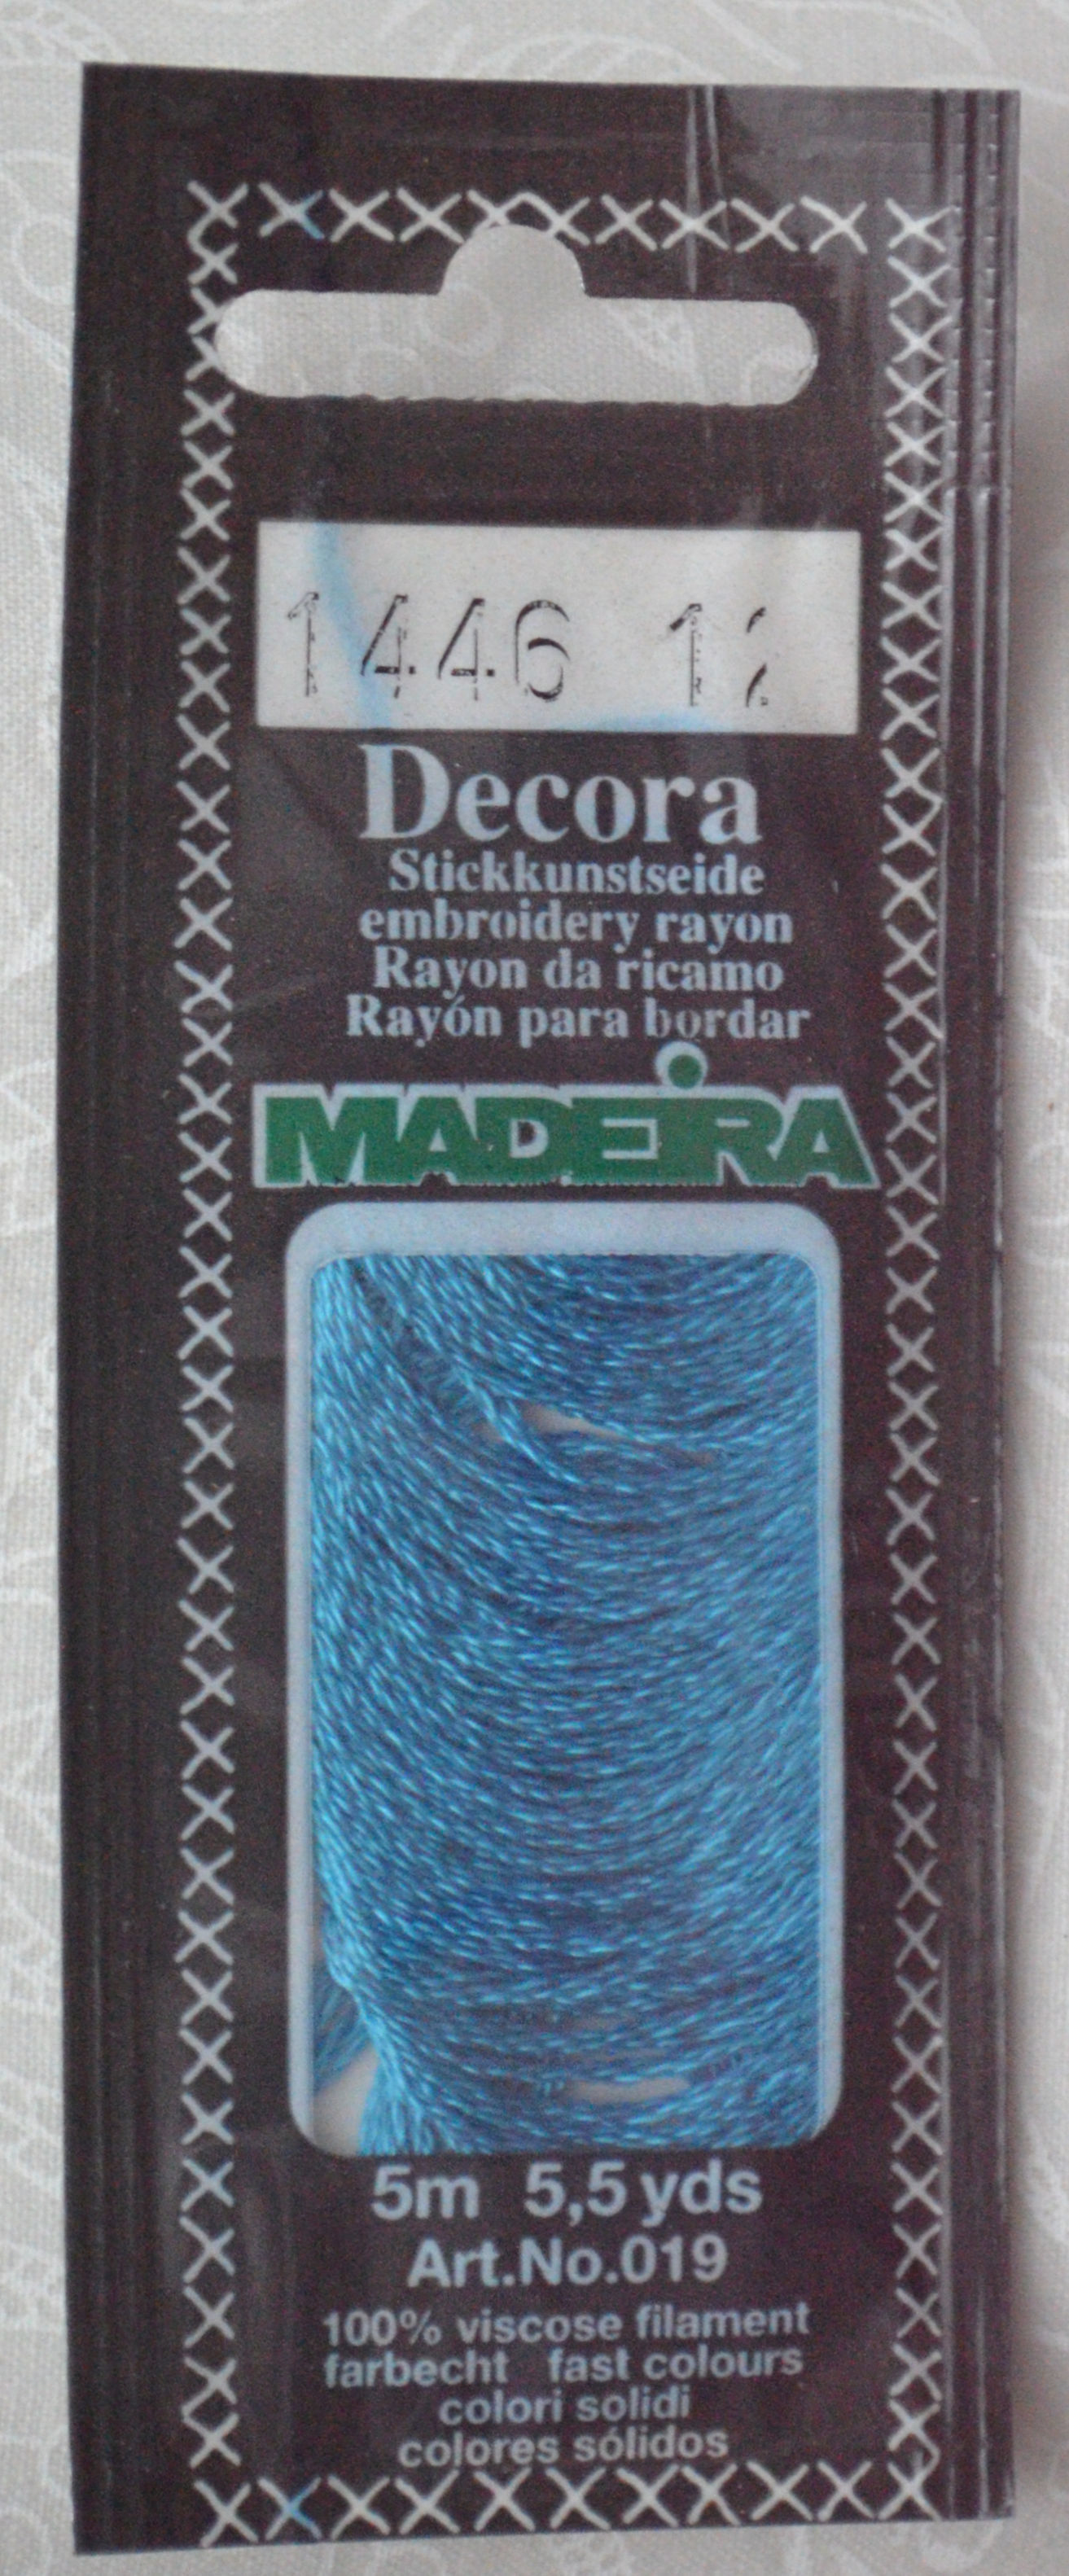 1446 12
Decora
Stickkunstseide
embroidery rayon
Rayon da ricamo
Rayón para bordar
MADEIRA
5m 5,5 yds
Art.No.019
100% viscose filament
farbecht fast colours
colori solidi
colores sólidos